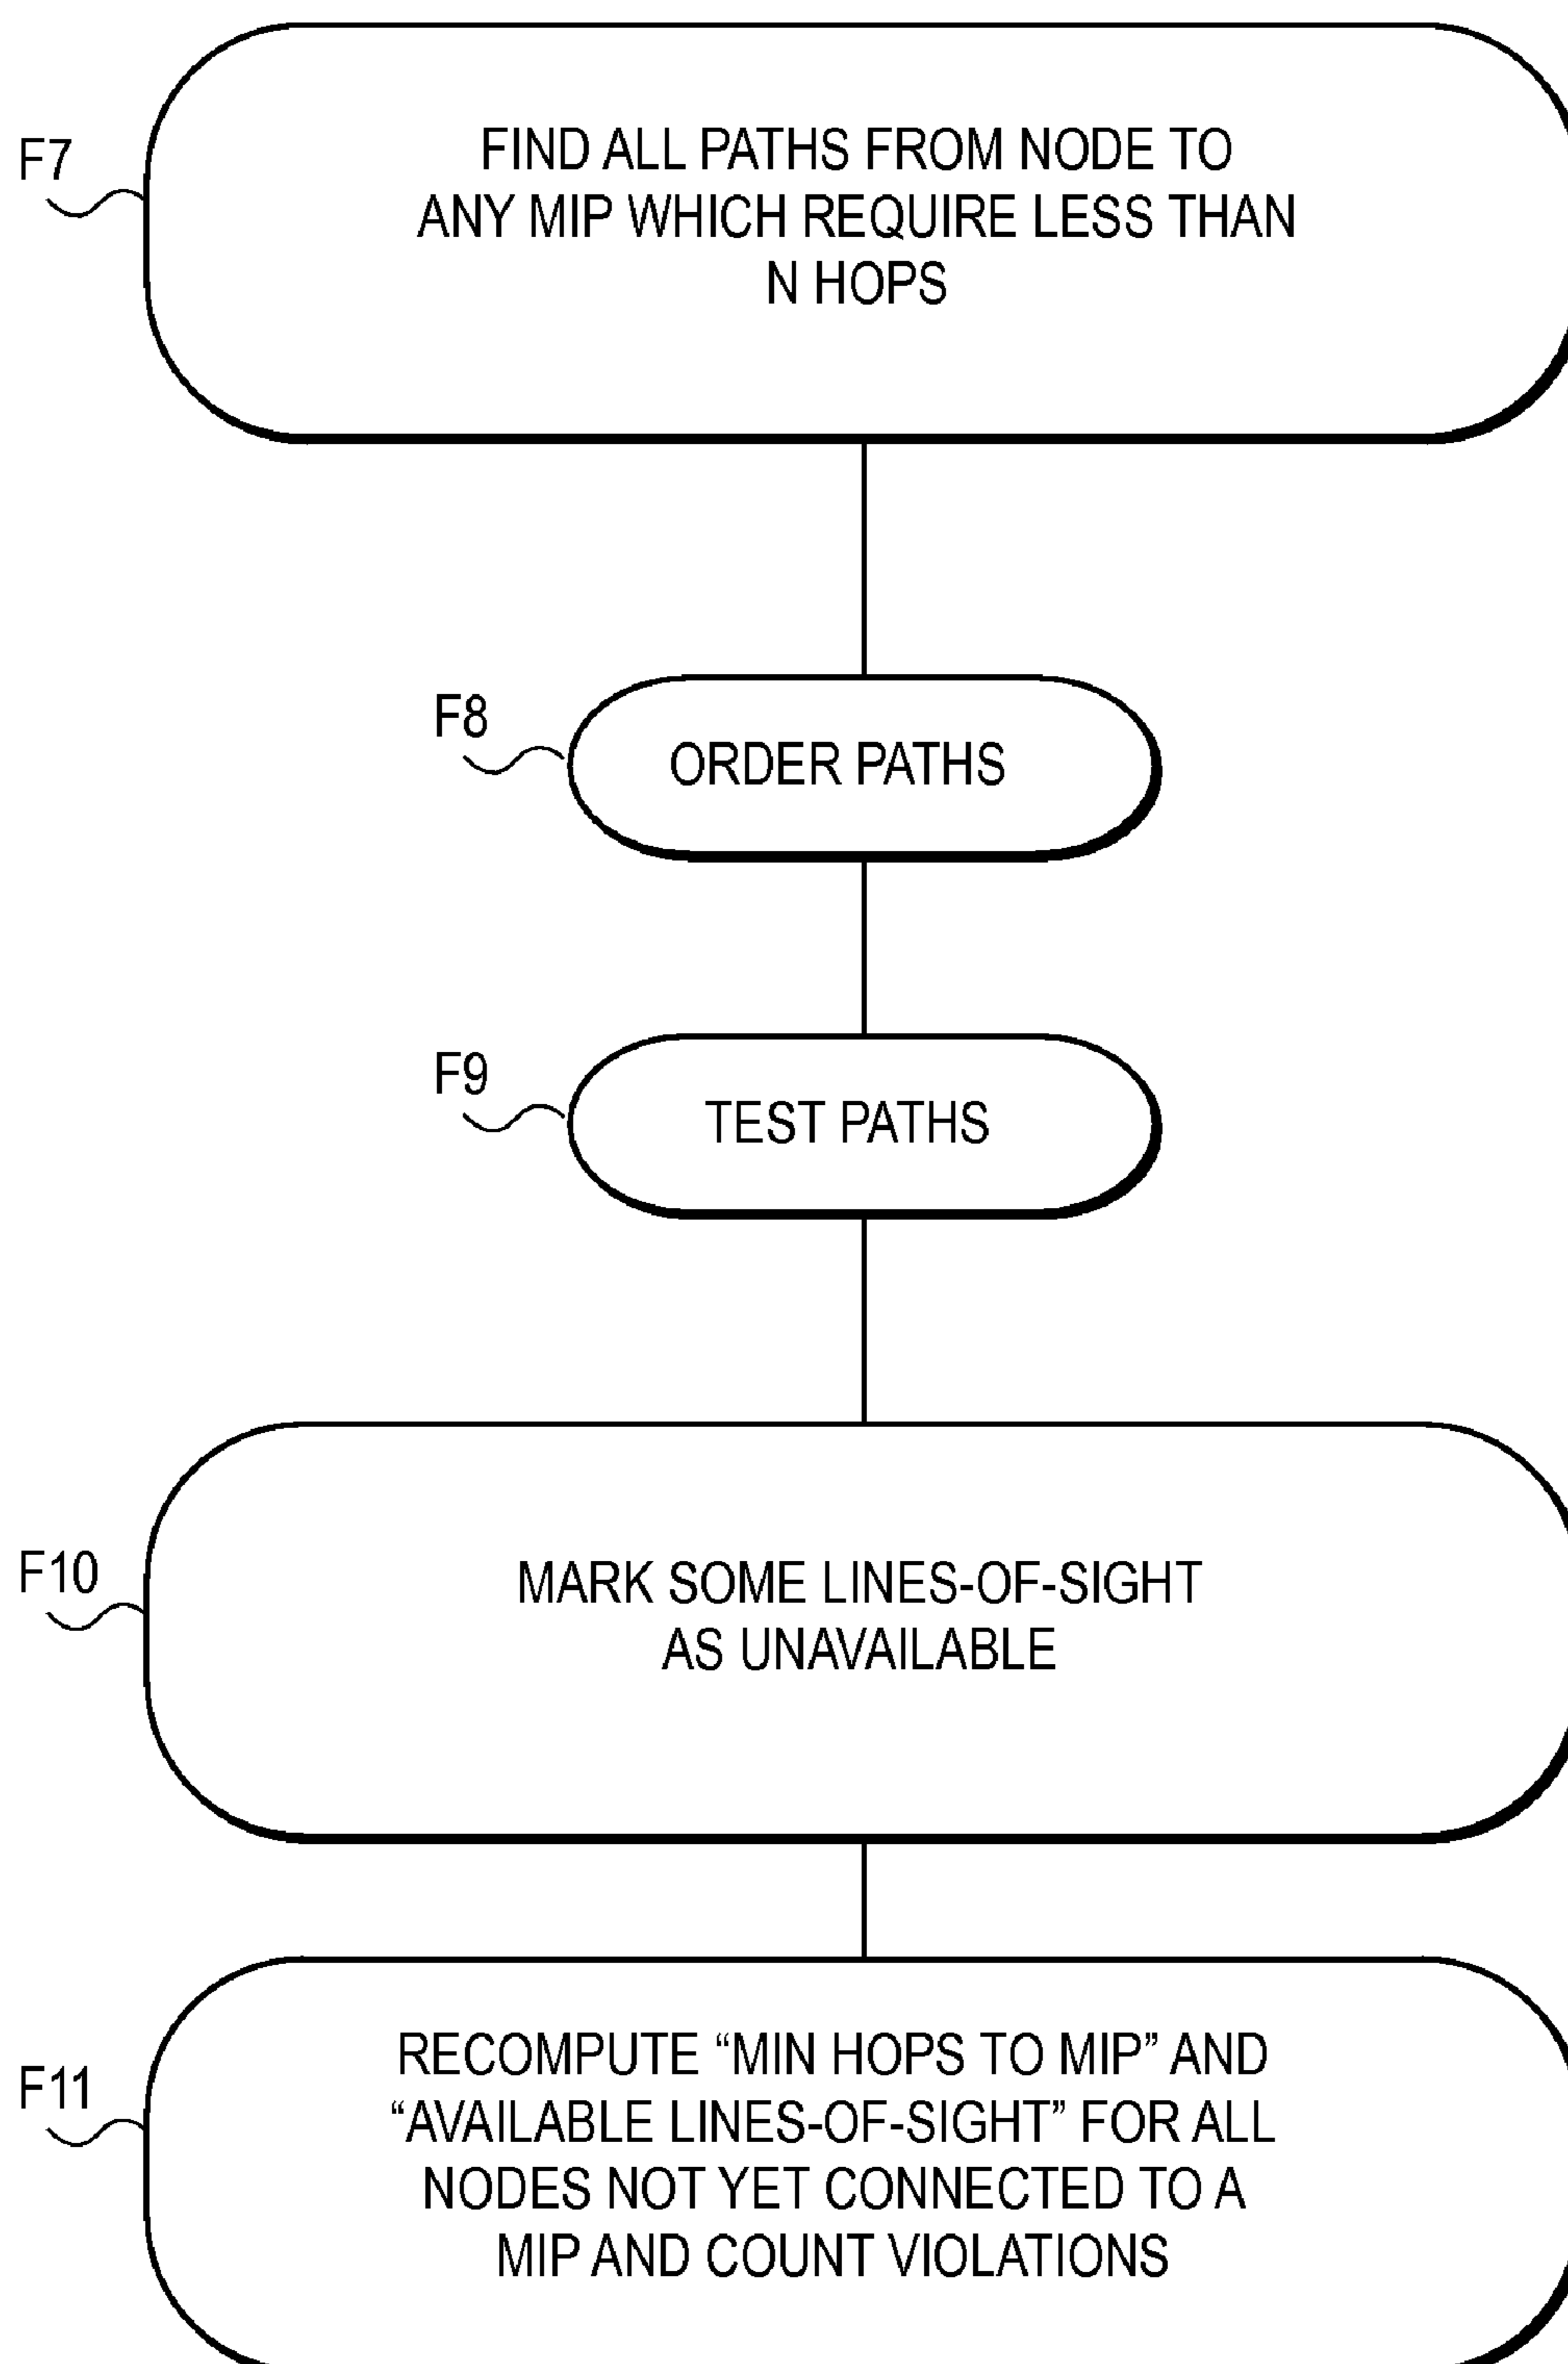 F7
FIND ALL PATHS FROM NODE TO
ANY MIP WHICH REQUIRE LESS THAN
N HOPS
F8
ORDER PATHS
F9
TEST PATHS
F10
MARK SOME LINES-OF-SIGHT
AS UNAVAILABLE
F11
RECOMPUTE “MIN HOPS TO MIP” AND
“AVAILABLE LINES-OF-SIGHT” FOR ALL
NODES NOT YET CONNECTED TO A
MIP AND COUNT VIOLATIONS